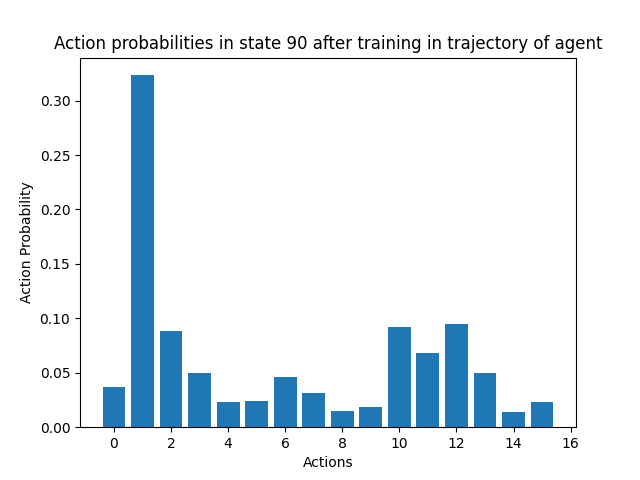 Action probabilities in state 90 after training in trajectory of agent
0.30
0.25
0.20
0.15
0.10
0.05
0.00
Action Probability
0 2 4 6 8 10 12 14 16
Actions